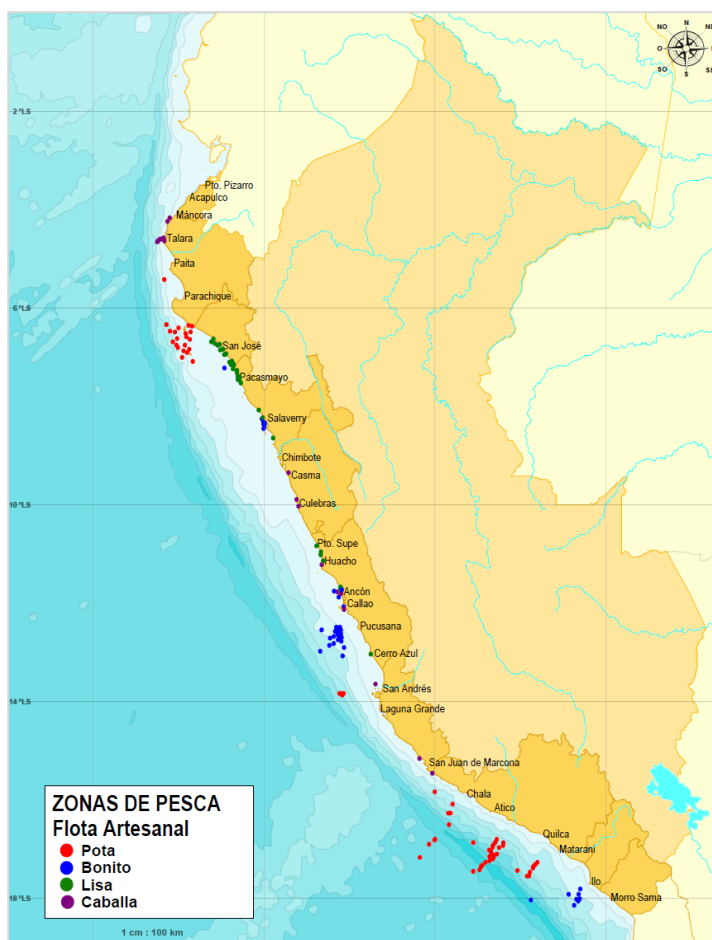 N
NO
NE
O
SO
S
2 °LS
Pto. Pizarro
Acapulco
Máncora
Talara
Paita
6 °LS
Parachique
San José
Pacasmayo
Salaverry
Chimbote
Casma
10 °LS
Culebras
Pto. Supe
Huacho
Ancón
Callao
Pucusana
Cerro Azul
San Andrés
14 °LS
Laguna Grande
San Juan de Marcona
Chala
Atico
Quilca
Matarani
Ilo
18 °LS
Morro Sama
ZONAS DE PESCA
Flota Artesanal
Pota
Bonito
Lisa
Caballa
1 cm : 100 km